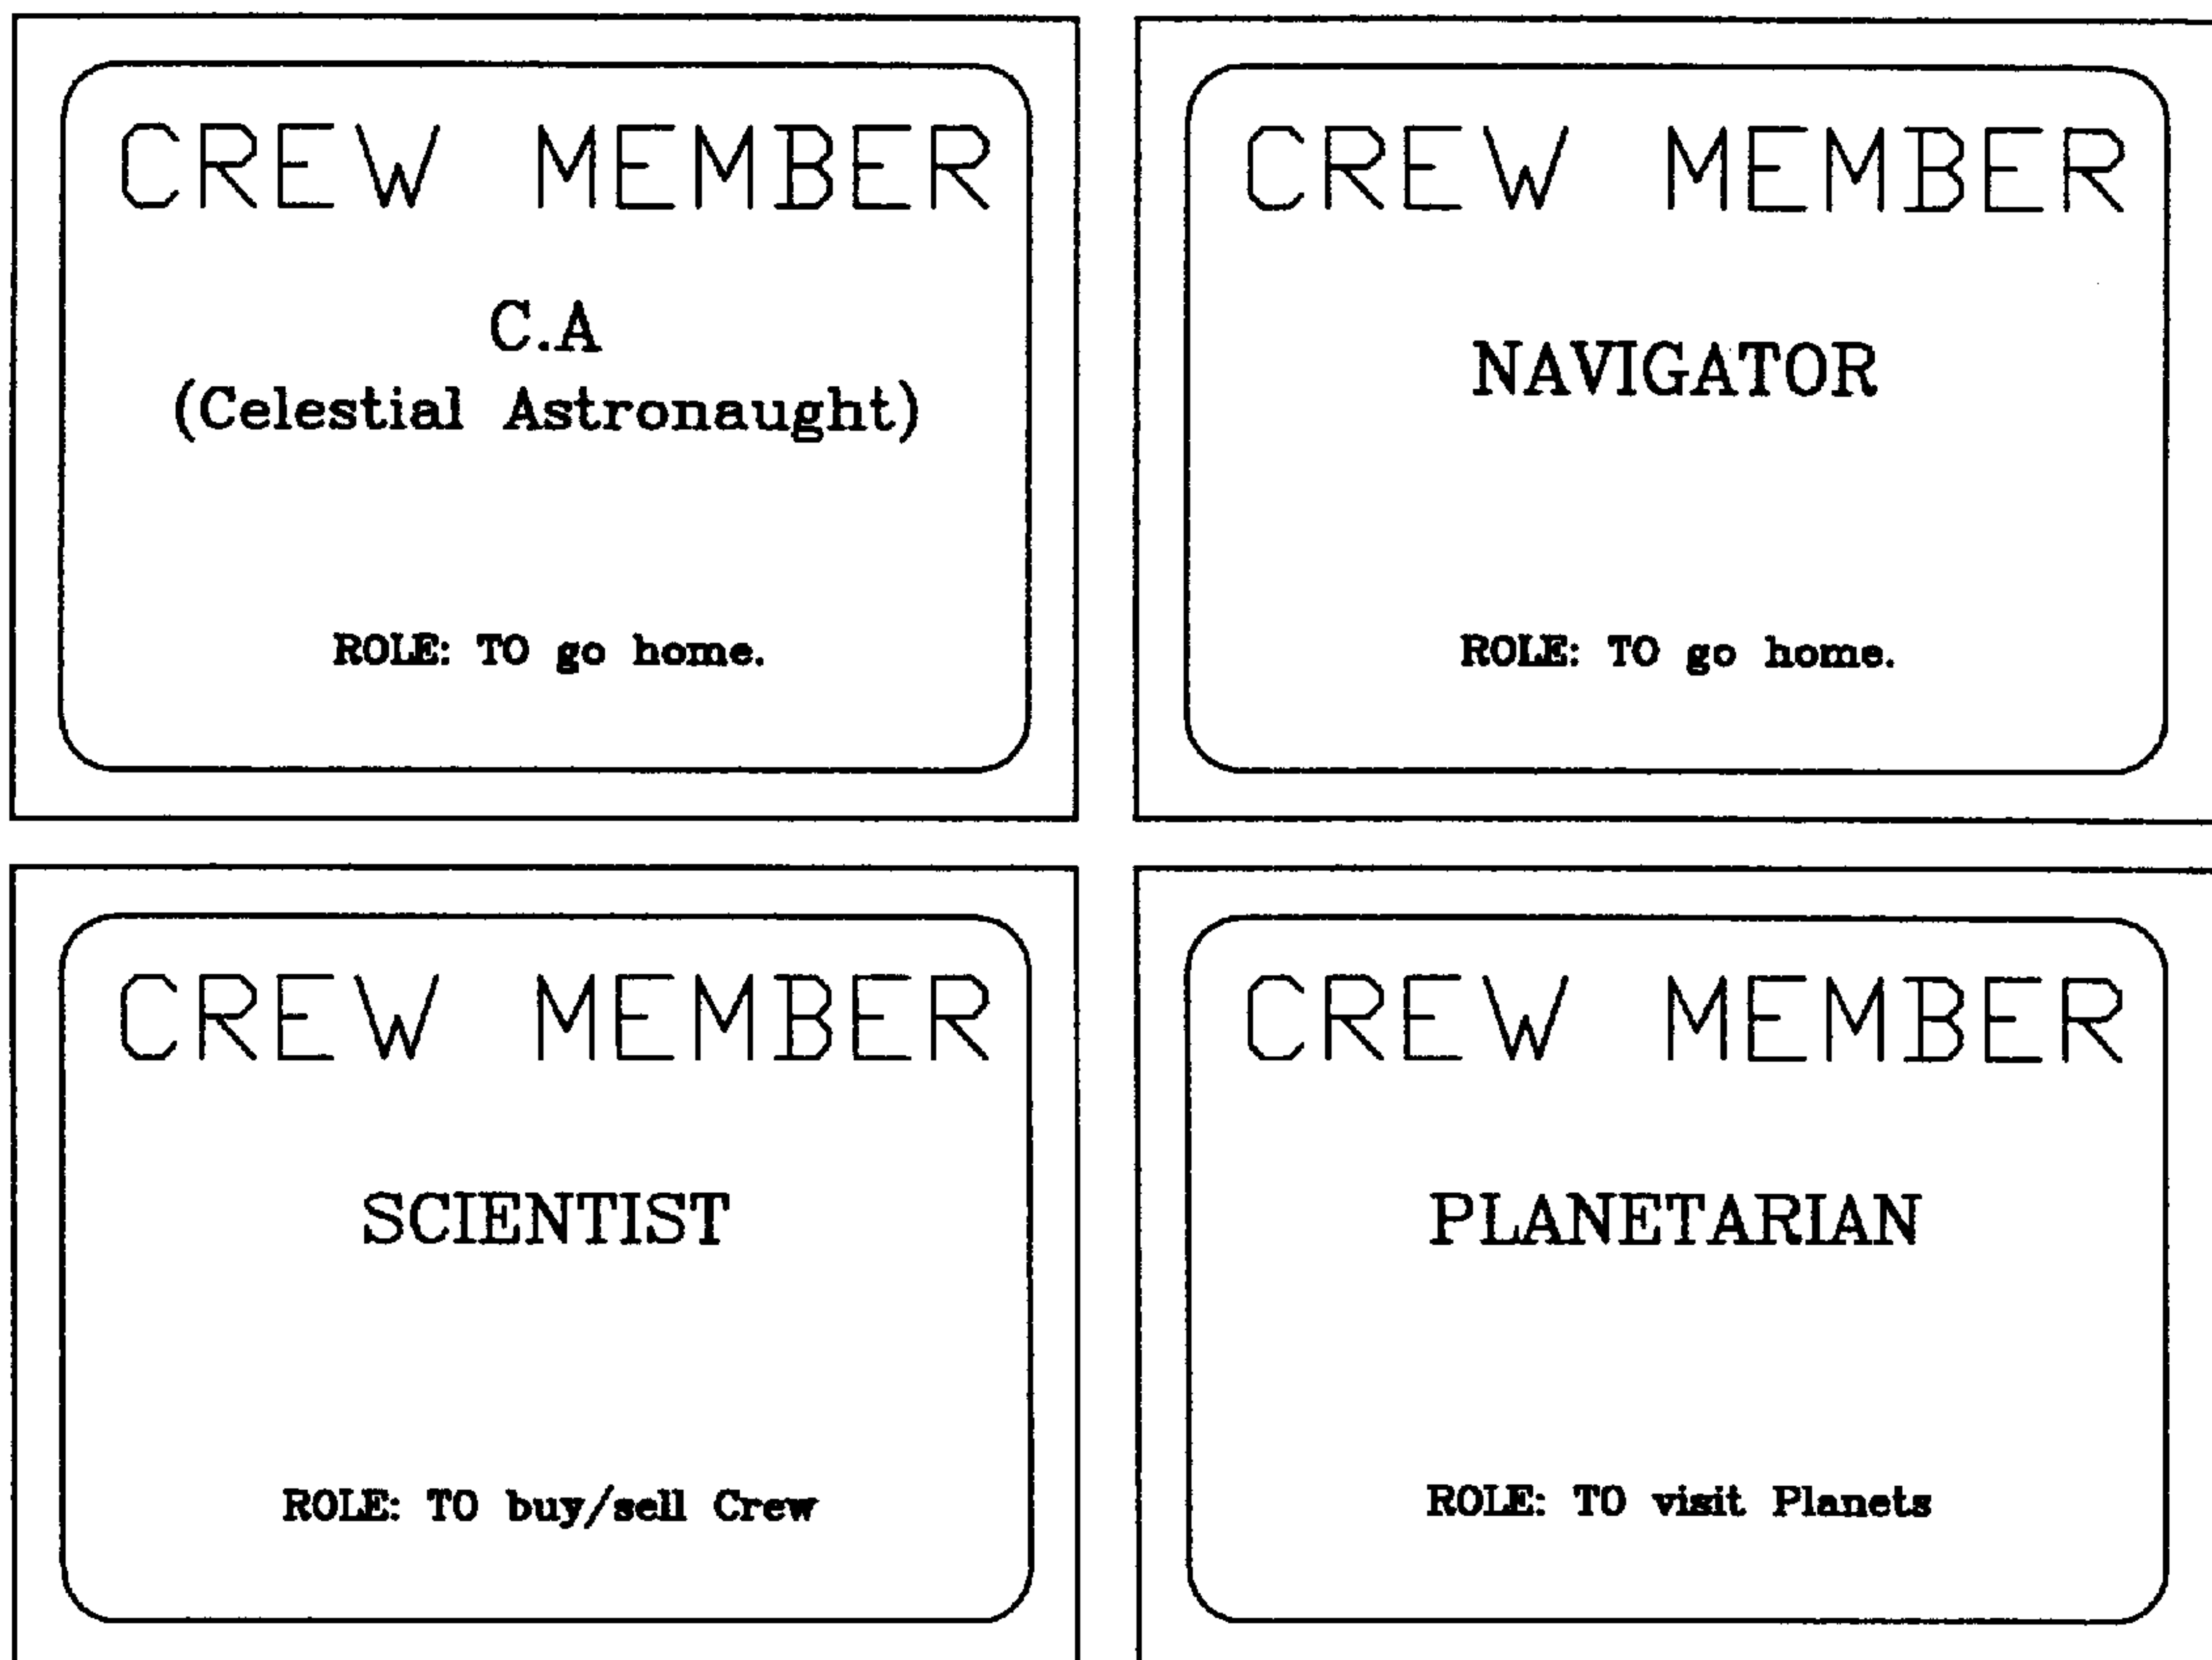 CREW MEMBER
C.A
(Celestial Astronaught)
ROLE: TO go home.
CREW MEMBER
NAVIGATOR
ROLE: TO go home.
CREW MEMBER
SCIENTIST
ROLE: TO buy/sell Crew
CREW MEMBER
PLANETARIAN
ROLE: TO visit Planets